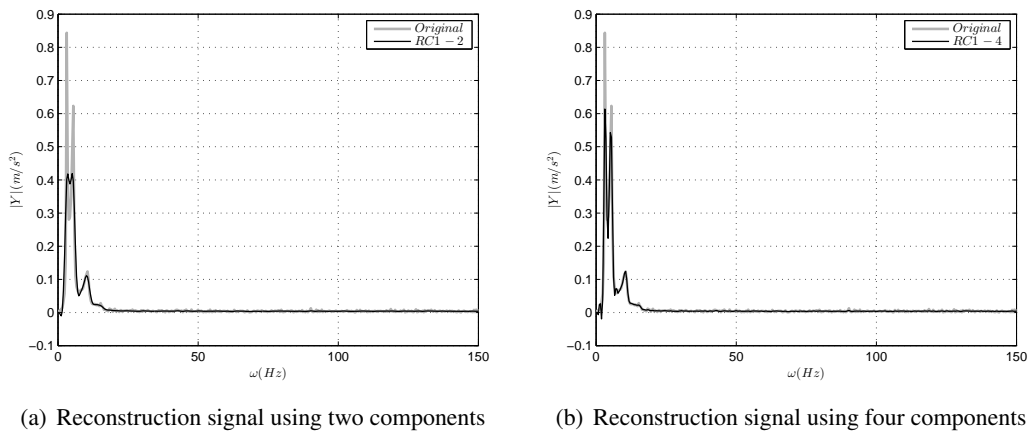 0.9
0.8
0.7
0.6
0.5
0.4
0.3
0.2
0.1
0
−0.1
|Y|(m/s²)
0 50 100 150
ω(Hz)
Original
RC1 − 2
(a) Reconstruction signal using two components
0.9
0.8
0.7
0.6
0.5
0.4
0.3
0.2
0.1
0
−0.1
|Y|(m/s²)
0 50 100 150
ω(Hz)
Original
RC1 − 4
(b) Reconstruction signal using four components